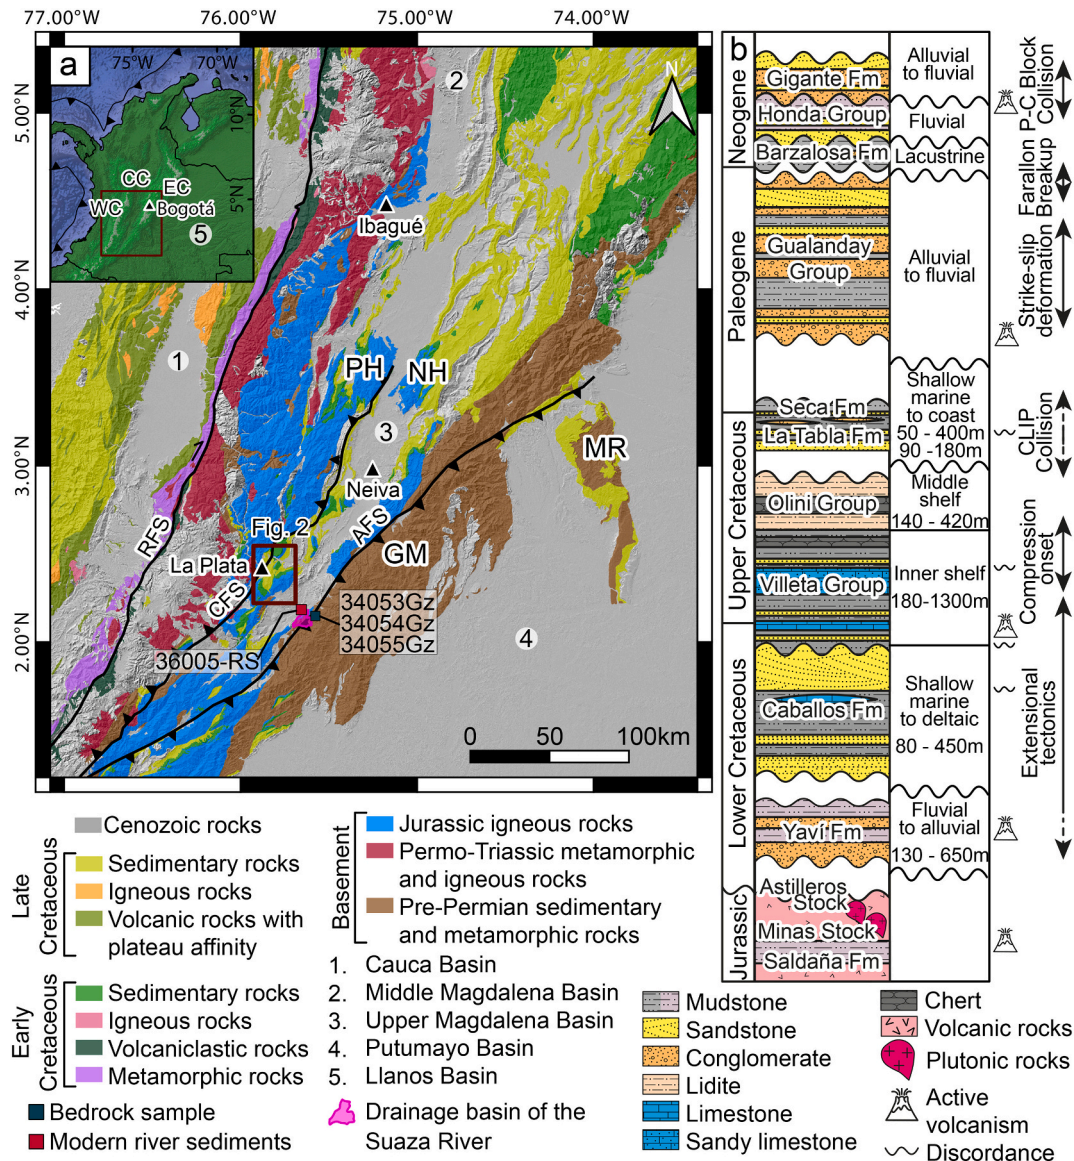 77.00°W 76.00°W 75.00°W 74.00°W
a
75°W 70°W
10°N
5°N
CC
EC
WC
Bogotá
5
5.00°N
4.00°N
3.00°N
2.00°N
2
N
Ibagué
1
PH
NH
3
MR
Neiva
RFS
Fig. 2
AFS
La Plata
GM
CFS
34053Gz
34054Gz
34055Gz
4
36005-RS
0 50 100km
b
Neogene
Paleogene
Upper Cretaceous
Lower Cretaceous
Jurassic
Gigante Fm
Honda Group
Barzalosa Fm
Gualanday
Group
Seca Fm
La Tabla Fm
Olini Group
Villeta Group
Caballos Fm
Yaví Fm
Astilleros
Stock
Minas Stock
Saldaña Fm
Alluvial
to fluvial
Fluvial
Lacustrine
Alluvial
to fluvial
Shallow
marine
to coast
50 - 400m
90 -180m
Middle
shelf
140 - 420m
Inner shelf
180-1300m
Shallow
marine
to deltaic
80 - 450m
Fluvial
to alluvial
130 - 650m
P-C Block
Collision
Farallon
Breakup
Strike-slip
deformation
CLIP
Collision
Compression
onset
Extensional
tectonics
Cenozoic rocks
Late
Cretaceous
Sedimentary rocks
Igneous rocks
Volcanic rocks with
plateau affinity
Early
Cretaceous
Sedimentary rocks
Igneous rocks
Volcaniclastic rocks
Metamorphic rocks
Bedrock sample
Modern river sediments
Basement
Jurassic igneous rocks
Permo-Triassic metamorphic
and igneous rocks
Pre-Permian sedimentary
and metamorphic rocks
1. Cauca Basin
2. Middle Magdalena Basin
3. Upper Magdalena Basin
4. Putumayo Basin
5. Llanos Basin
Drainage basin of the
Suaza River
Mudstone
Sandstone
Conglomerate
Lidite
Limestone
Sandy limestone
Chert
Volcanic rocks
Plutonic rocks
Active
volcanism
Discordance